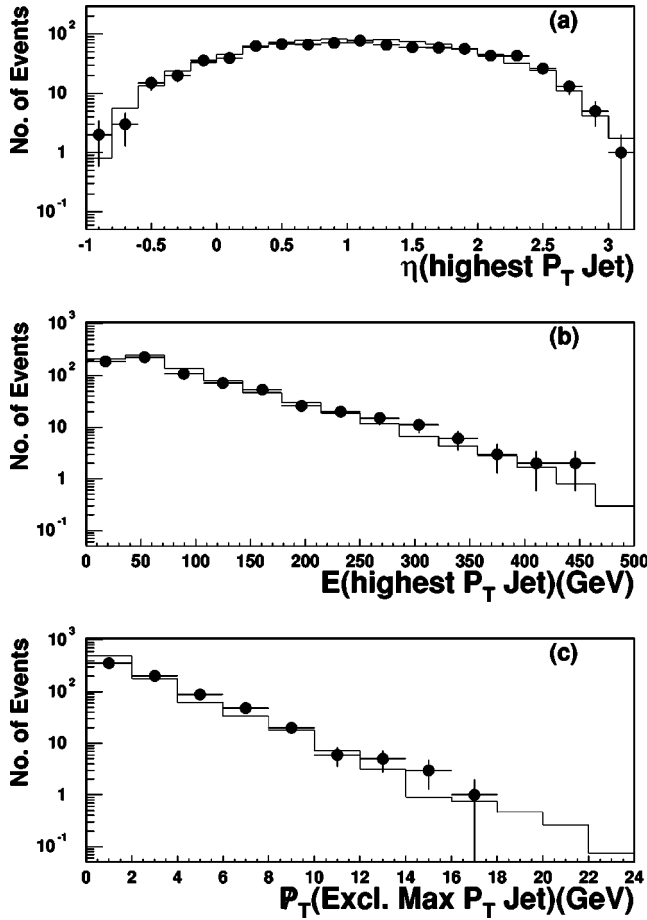 (a)
No. of Events
10²
10
1
10⁻¹
-1 -0.5 0 0.5 1 1.5 2 2.5 3
η(highest P_T Jet)
(b)
No. of Events
10³
10²
10
1
10⁻¹
0 50 100 150 200 250 300 350 400 450 500
E(highest P_T Jet)(GeV)
(c)
No. of Events
10³
10²
10
1
10⁻¹
0 2 4 6 8 10 12 14 16 18 20 22 24
P̸_T(Excl. Max P_T Jet)(GeV)